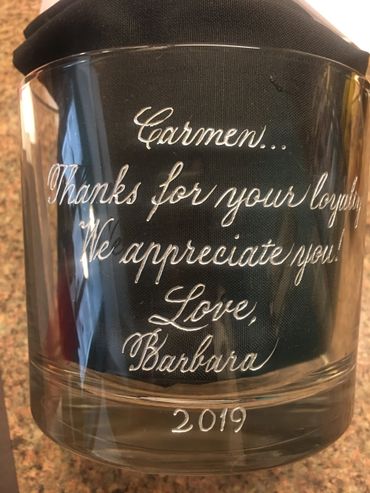 Carmen...
Thanks for your loyalty
We appreciate you!
Love,
Barbara
2019